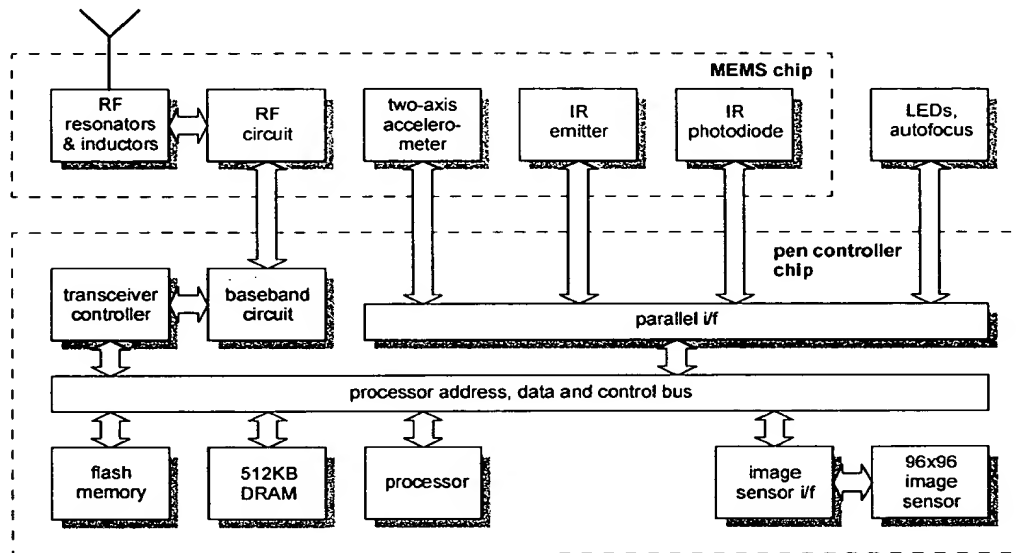 MEMS chip
RF
resonators
& inductors
RF
circuit
two-axis
accelero-
meter
IR
emitter
IR
photodiode
LEDs,
autofocus
pen controller
chip
transceiver
controller
baseband
circuit
parallel i/f
processor address, data and control bus
flash
memory
512KB
DRAM
processor
image
sensor i/f
96x96
image
sensor